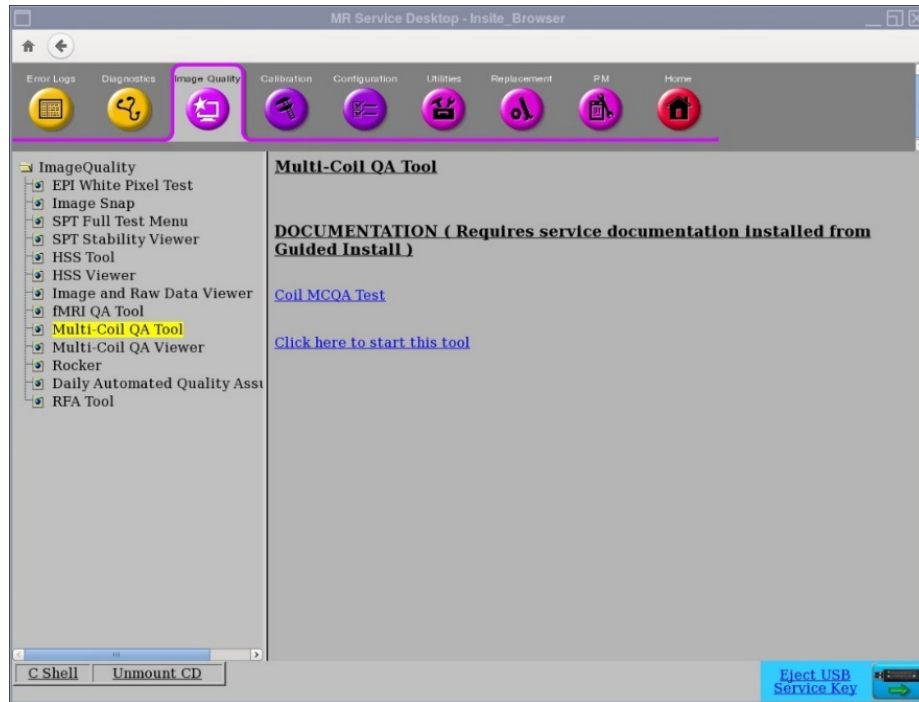 MR Service Desktop - Insite_Browser
Error Logs
Diagnostics
Image Quality
Calibration
Configuration
Utilities
Replacement
PM
Home
ImageQuality
EPI White Pixel Test
Image Snap
SPT Full Test Menu
SPT Stability Viewer
HSS Tool
HSS Viewer
Image and Raw Data Viewer
fMRI QA Tool
Multi-Coil QA Tool
Multi-Coil QA Viewer
Rocker
Daily Automated Quality Assu
RFA Tool
Multi-Coil QA Tool
DOCUMENTATION ( Requires service documentation installed from
Guided Install )
Coil MCQA Test
Click here to start this tool
C Shell
Unmount CD
Eject USB
Service Key